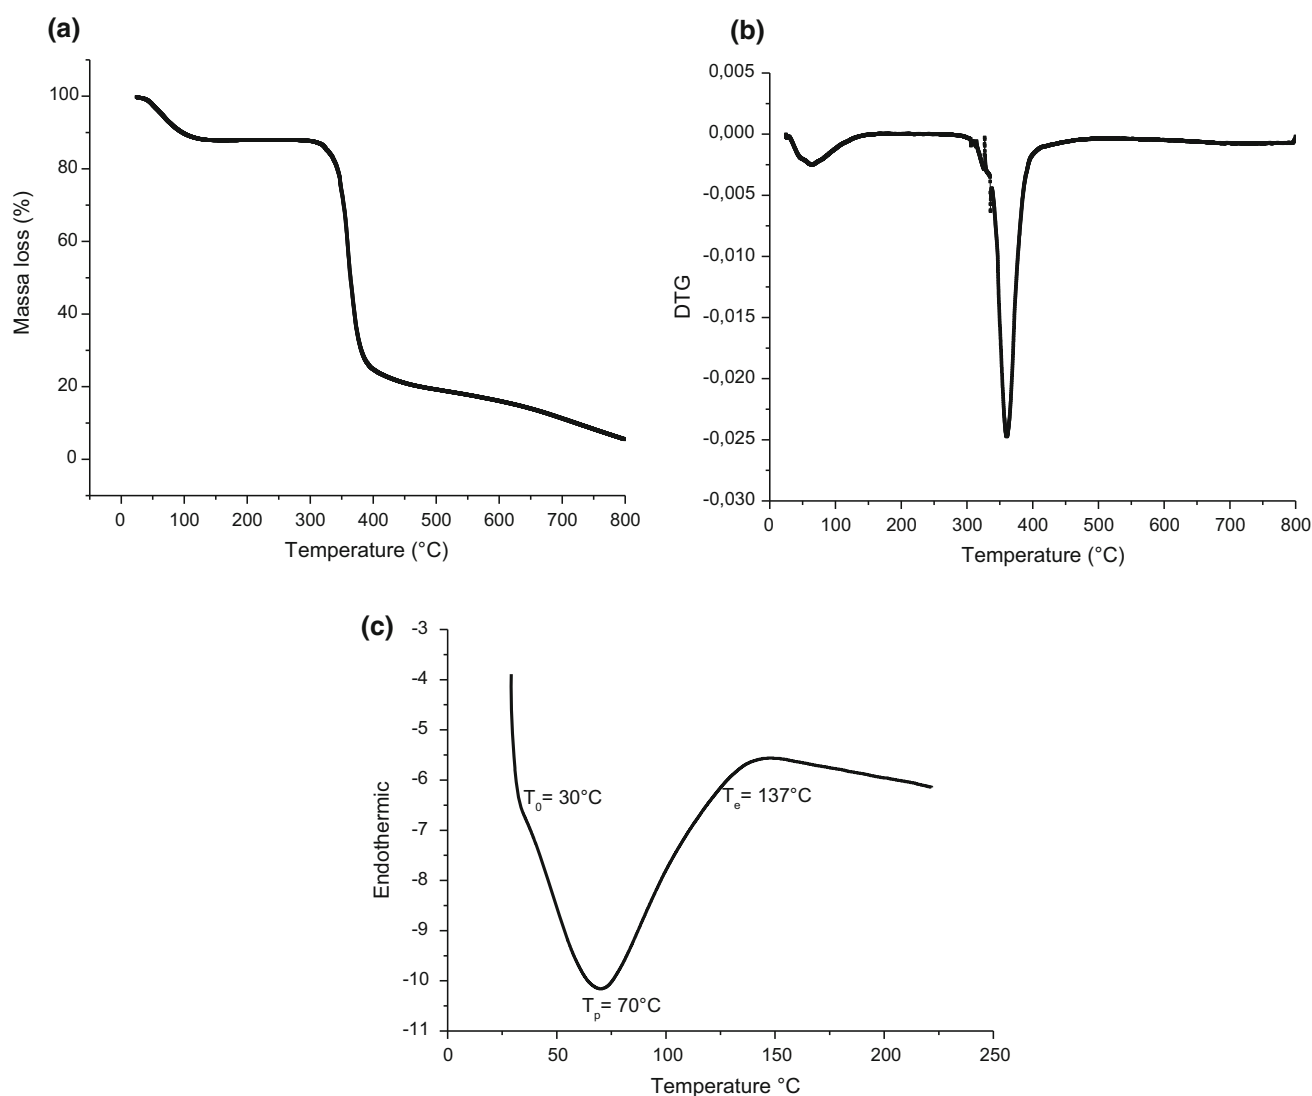 (a)
100
80
60
40
20
0
Massa loss (%)
0 100 200 300 400 500 600 700 800
Temperature (°C)
(b)
0,005
0,000
-0,005
-0,010
-0,015
-0,020
-0,025
-0,030
DTG
0 100 200 300 400 500 600 700 800
Temperature (°C)
(c)
-3
-4
-5
-6
-7
-8
-9
-10
-11
Endothermic
T0= 30°C
Te= 137°C
Tp= 70°C
0 50 100 150 200 250
Temperature °C